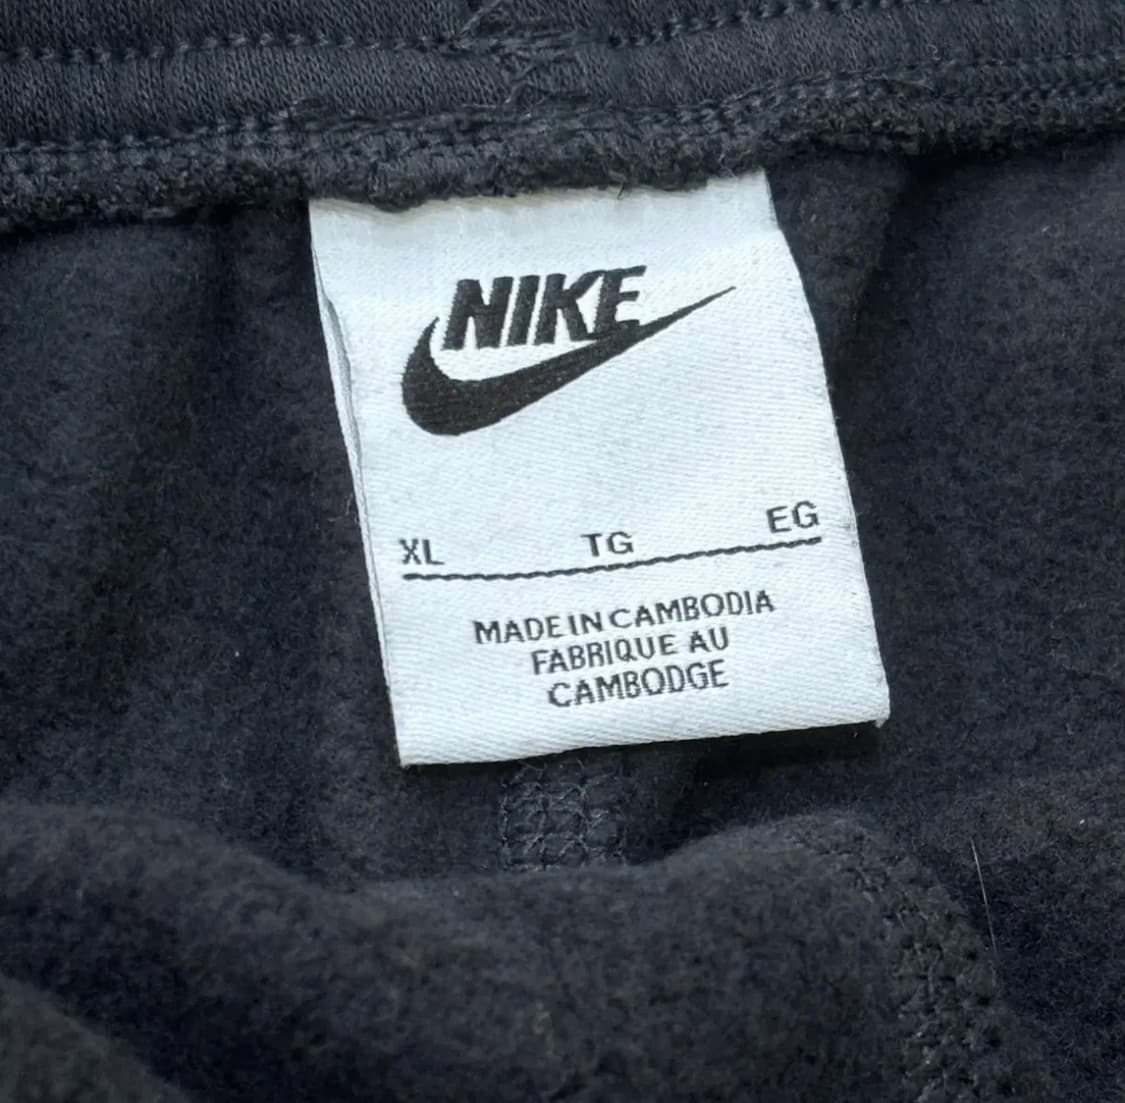 NIKE
XL TG EG
MADE IN CAMBODIA
FABRIQUE AU
CAMBODGE